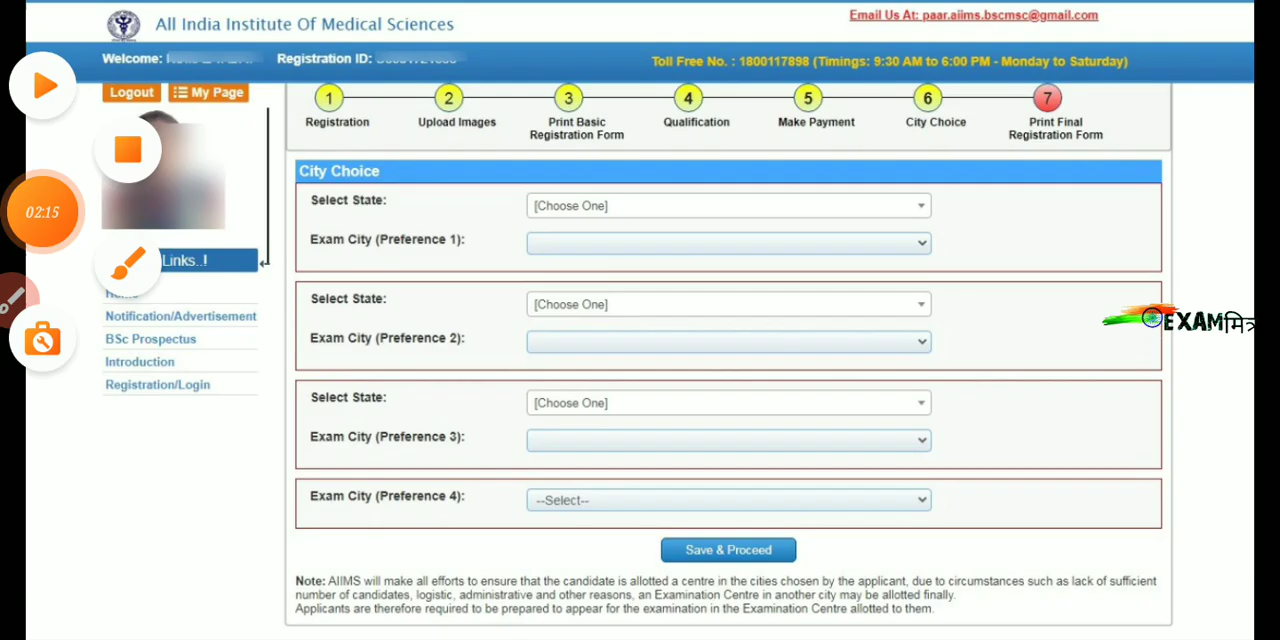 All India Institute Of Medical Sciences
Email Us At: paar.aiims.bscmsc@gmail.com
Welcome:
Registration ID:
Toll Free No. : 1800117898 (Timings: 9:30 AM to 6:00 PM - Monday to Saturday)
Logout
My Page
1 2 3 4 5 6 7
Registration
Upload Images
Print Basic Registration Form
Qualification
Make Payment
City Choice
Print Final Registration Form
02:15
City Choice
Select State:
[Choose One]
Exam City (Preference 1):
Links..!
Select State:
[Choose One]
Notification/Advertisement
EXAMमित्र
BSc Prospectus
Exam City (Preference 2):
Introduction
Registration/Login
Select State:
[Choose One]
Exam City (Preference 3):
Exam City (Preference 4):
--Select--
Save & Proceed
Note: AIIMS will make all efforts to ensure that the candidate is allotted a centre in the cities chosen by the applicant, due to circumstances such as lack of sufficient
number of candidates, logistic, administrative and other reasons, an Examination Centre in another city may be allotted finally.
Applicants are therefore required to be prepared to appear for the examination in the Examination Centre allotted to them.